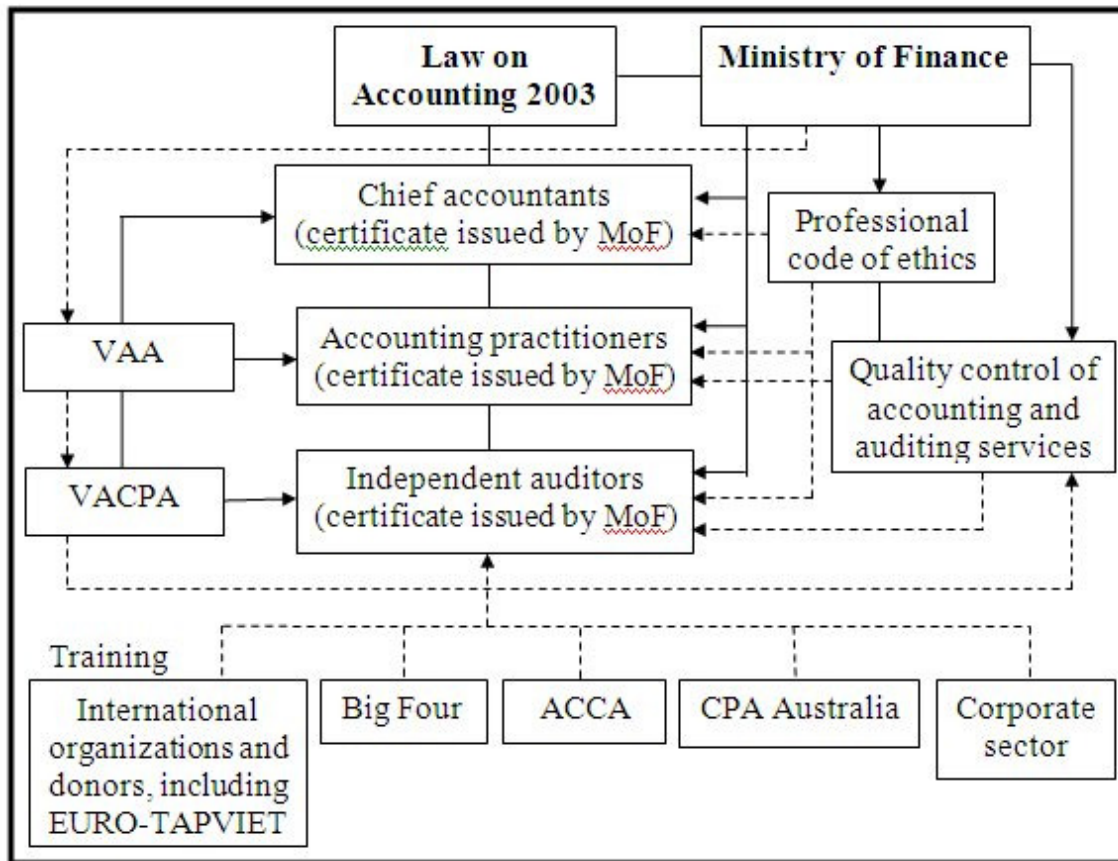 Law on
Accounting 2003
Ministry of Finance
Chief accountants
(certificate issued by MoF)
Professional
code of ethics
VAA
Accounting practitioners
(certificate issued by MoF)
Quality control of
accounting and
auditing services
VACPA
Independent auditors
(certificate issued by MoF)
Training
International
organizations and
donors, including
EURO-TAPVIET
Big Four
ACCA
CPA Australia
Corporate
sector